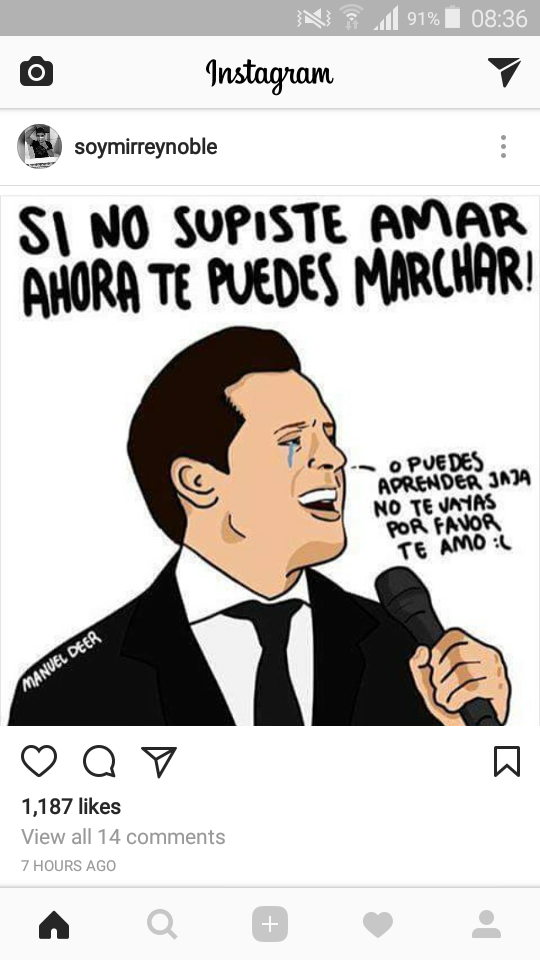 91% 08:36
Instagram
soymirreynoble
SI NO SUPISTE AMAR
AHORA TE PUEDES MARCHAR!
O PUEDES
APRENDER JAJA
NO TE VAYAS
POR FAVOR
TE AMO :(
MANUEL DEER
1,187 likes
View all 14 comments
7 HOURS AGO